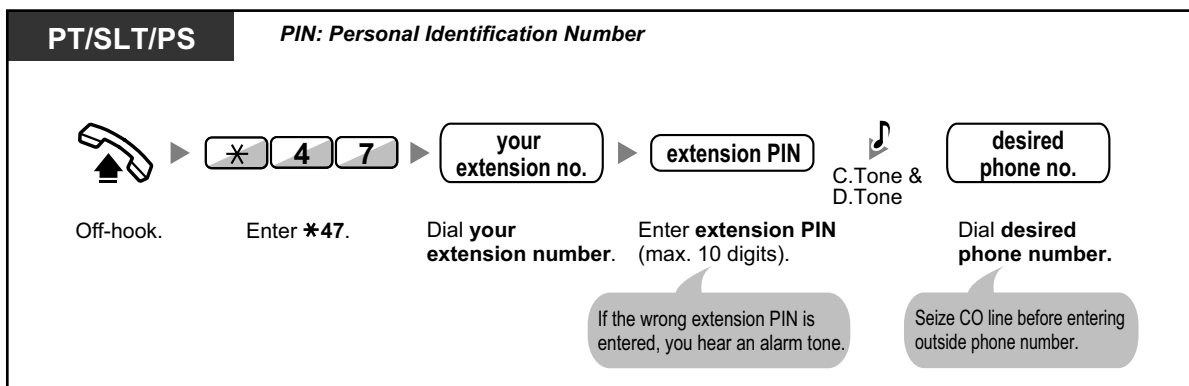 PT/SLT/PS
PIN: Personal Identification Number
✳ 4 7
your
extension no.
extension PIN
C.Tone &
D.Tone
desired
phone no.
Off-hook.
Enter ✳47.
Dial your
extension number.
Enter extension PIN
(max. 10 digits).
Dial desired
phone number.
If the wrong extension PIN is
entered, you hear an alarm tone.
Seize CO line before entering
outside phone number.